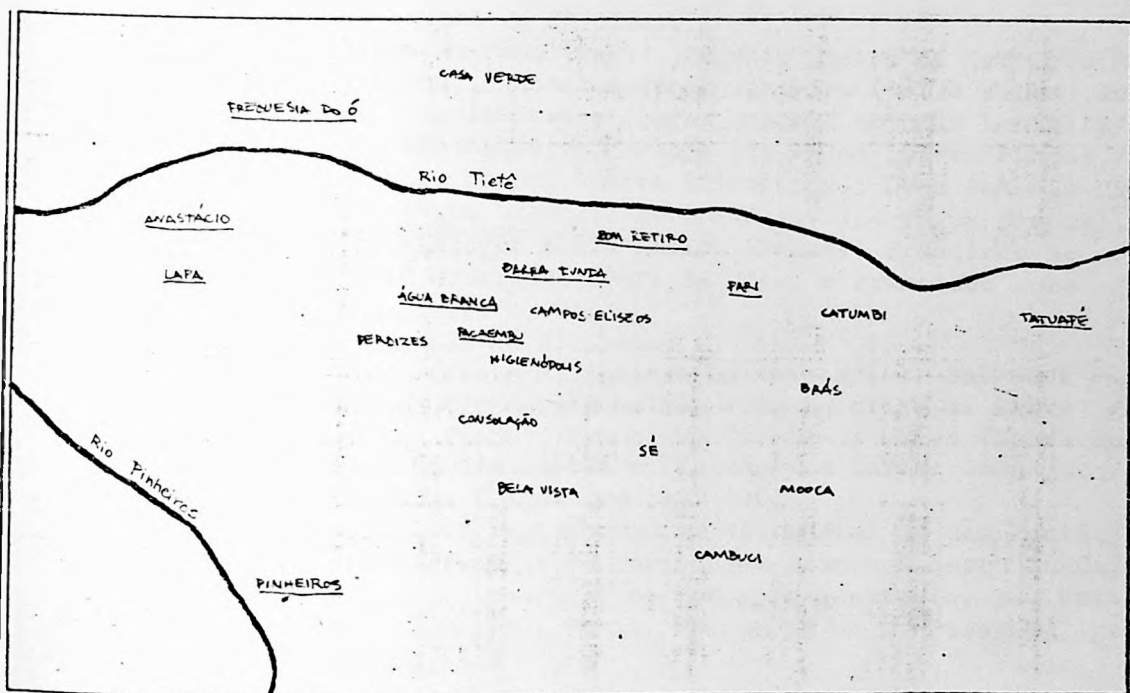 CASA VERDE
FREGUESIA DO Ó
Rio Tietê
ANASTÁCIO
BOM RETIRO
LAPA
BARRA FUNDA
PARI
ÁGUA BRANCA
CAMPOS ELISEOS
CATUMBI
TATUAPÉ
PERDIZES
PACAEMBU
HIGIENÓPOLIS
BRÁS
CONSOLAÇÃO
SÉ
Rio Pinheiros
BELA VISTA
MOOCA
CAMBUCI
PINHEIROS